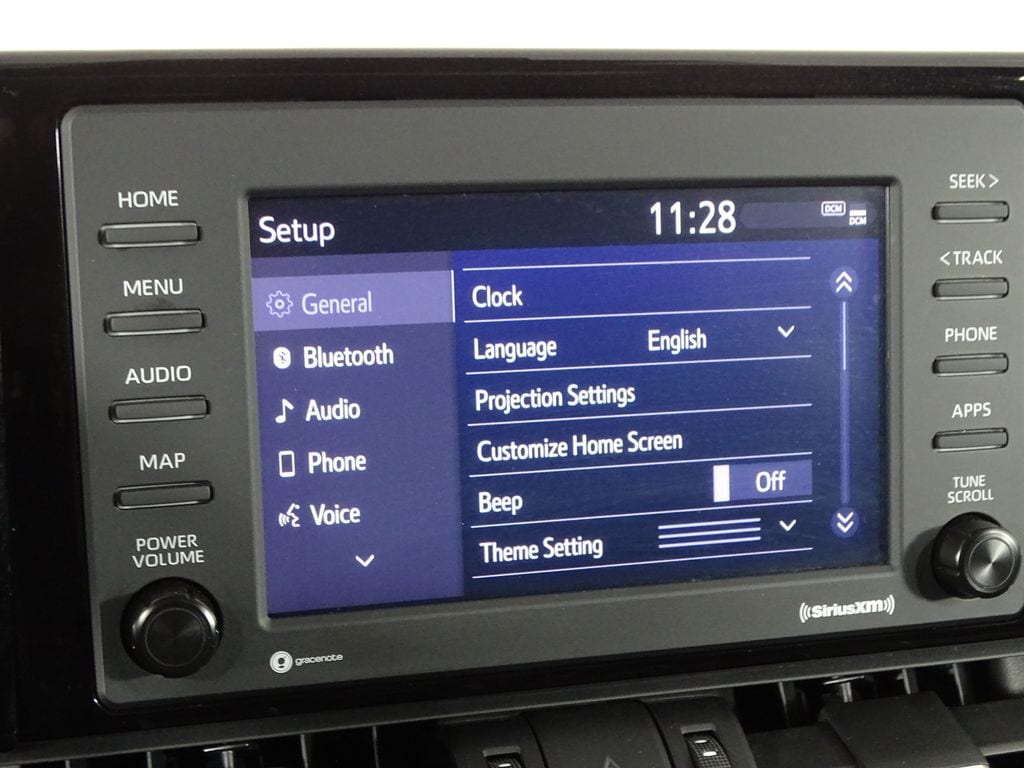 HOME
MENU
AUDIO
MAP
POWER
VOLUME
Setup
11:28
DCM
DCM
General
Bluetooth
Audio
Phone
Voice
Clock
Language English
Projection Settings
Customize Home Screen
Beep Off
Theme Setting
SEEK >
< TRACK
PHONE
APPS
TUNE
SCROLL
gracenote
((SiriusXM))